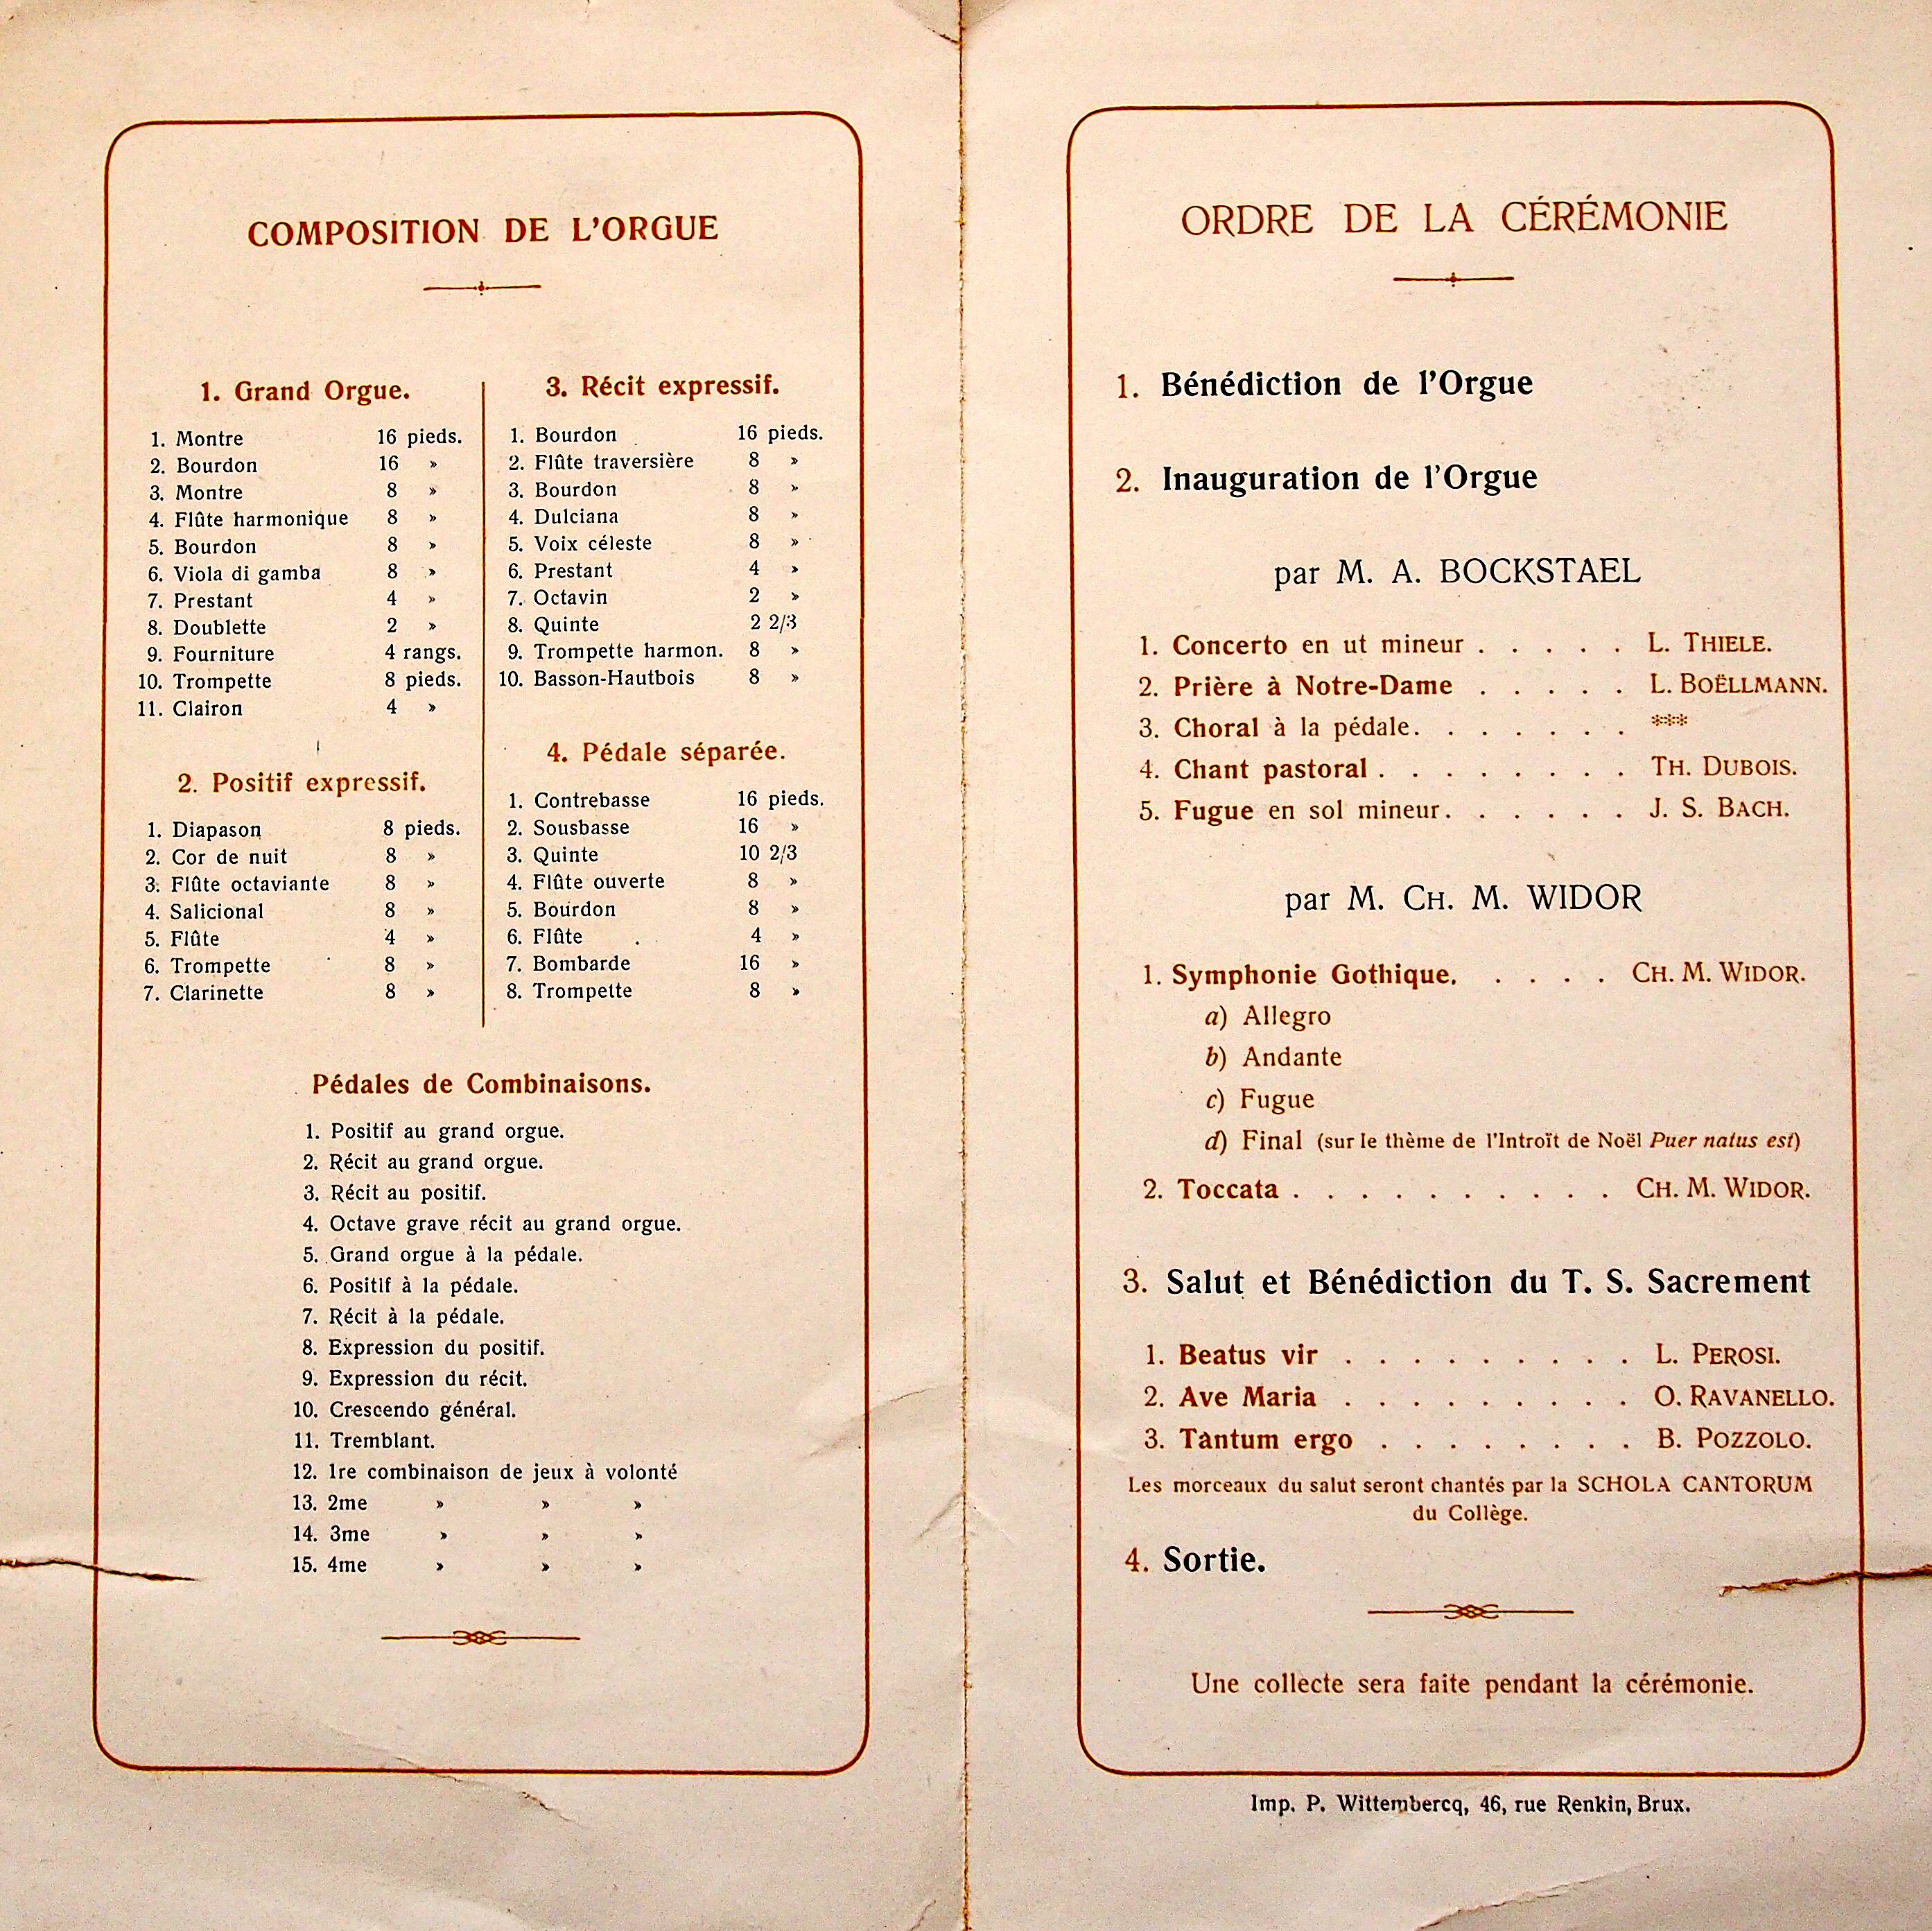 COMPOSITION DE L'ORGUE
1. Grand Orgue.
1. Montre 16 pieds.
2. Bourdon 16 »
3. Montre 8 »
4. Flûte harmonique 8 »
5. Bourdon 8 »
6. Viola di gamba 8 »
7. Prestant 4 »
8. Doublette 2 »
9. Fourniture 4 rangs.
10. Trompette 8 pieds.
11. Clairon 4 »
2. Positif expressif.
1. Diapason 8 pieds.
2. Cor de nuit 8 »
3. Flûte octaviante 8 »
4. Salicional 8 »
5. Flûte 4 »
6. Trompette 8 »
7. Clarinette 8 »
3. Récit expressif.
1. Bourdon 16 pieds.
2. Flûte traversière 8 »
3. Bourdon 8 »
4. Dulciana 8 »
5. Voix céleste 8 »
6. Prestant 4 »
7. Octavin 2 »
8. Quinte 2 2/3
9. Trompette harmon. 8 »
10. Basson-Hautbois 8 »
4. Pédale séparée.
1. Contrebasse 16 pieds.
2. Sousbasse 16 »
3. Quinte 10 2/3
4. Flûte ouverte 8 »
5. Bourdon 8 »
6. Flûte 4 »
7. Bombarde 16 »
8. Trompette 8 »
Pédales de Combinaisons.
1. Positif au grand orgue.
2. Récit au grand orgue.
3. Récit au positif.
4. Octave grave récit au grand orgue.
5. Grand orgue à la pédale.
6. Positif à la pédale.
7. Récit à la pédale.
8. Expression du positif.
9. Expression du récit.
10. Crescendo général.
11. Tremblant.
12. 1re combinaison de jeux à volonté
13. 2me » » »
14. 3me » » »
15. 4me » » »
ORDRE DE LA CÉRÉMONIE
1. Bénédiction de l'Orgue
2. Inauguration de l'Orgue
par M. A. BOCKSTAEL
1. Concerto en ut mineur . . . . . L. THIELE.
2. Prière à Notre-Dame . . . . . L. BOËLLMANN.
3. Choral à la pédale. . . . . . . ***
4. Chant pastoral . . . . . . . . TH. DUBOIS.
5. Fugue en sol mineur. . . . . . J. S. BACH.
par M. CH. M. WIDOR
1. Symphonie Gothique. . . . . CH. M. WIDOR.
a) Allegro
b) Andante
c) Fugue
d) Final (sur le thème de l'Introït de Noël Puer natus est)
2. Toccata . . . . . . . . . . . CH. M. WIDOR.
3. Salut et Bénédiction du T. S. Sacrement
1. Beatus vir . . . . . . . . . L. PEROSI.
2. Ave Maria . . . . . . . . . O. RAVANELLO.
3. Tantum ergo . . . . . . . . B. POZZOLO.
Les morceaux du salut seront chantés par la SCHOLA CANTORUM
du Collège.
4. Sortie.
Une collecte sera faite pendant la cérémonie.
Imp. P. Wittembercq, 46, rue Renkin, Brux.